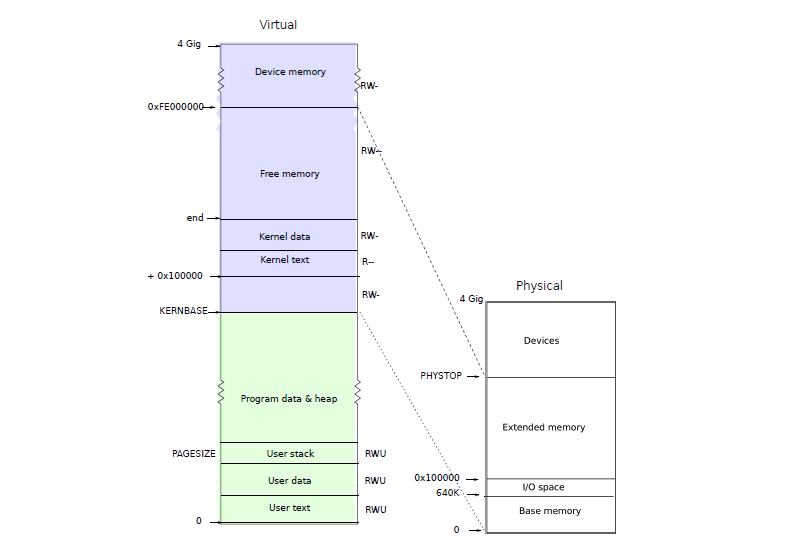 Virtual
4 Gig
Device memory
RW-
0xFE000000
RW--
Free memory
end
Kernel data
RW-
Kernel text
R--
+ 0x100000
RW-
KERNBASE
Program data & heap
PAGESIZE
User stack
RWU
User data
RWU
User text
RWU
0
Physical
4 Gig
Devices
PHYSTOP
Extended memory
0x100000
I/O space
640K
Base memory
0